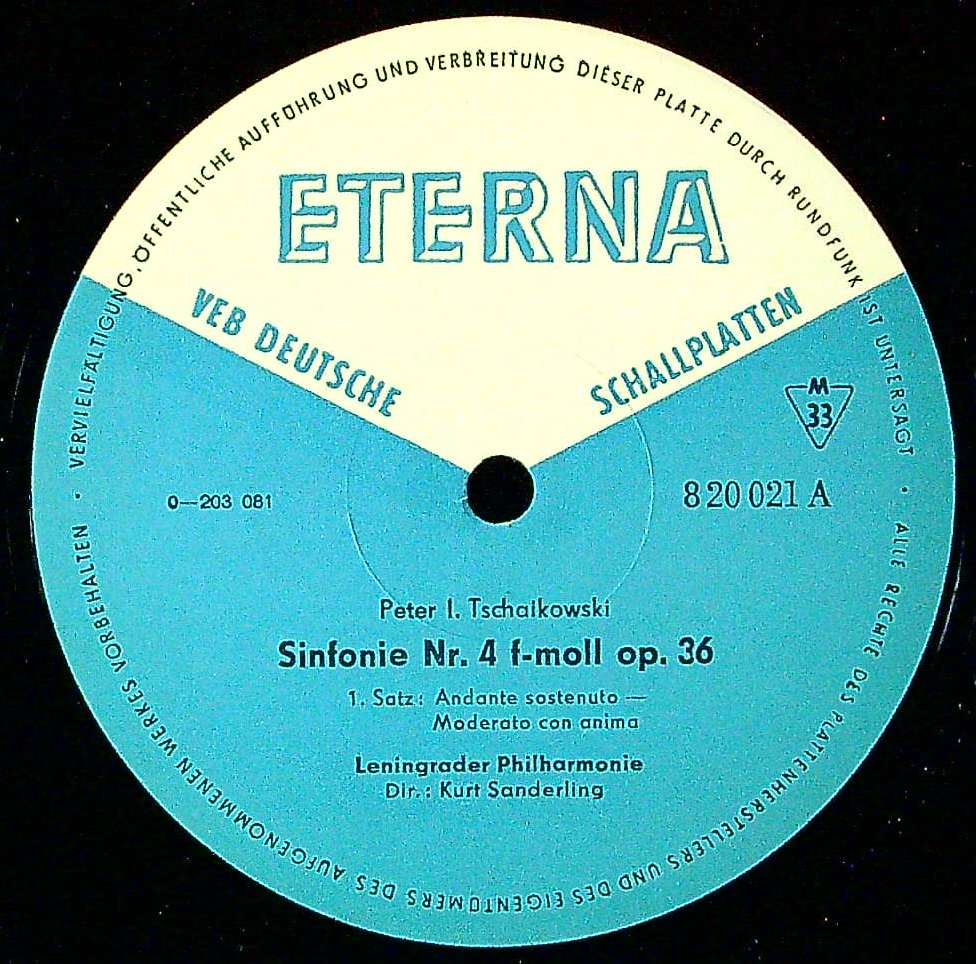 ALLE RECHTE DES PLATTENHERSTELLERS UND DES EIGENTÜMERS DES AUFGENOMMENEN WERKES VORBEHALTEN • VERVIELFÄLTIGUNG, ÖFFENTLICHE AUFFÜHRUNG UND VERBREITUNG DIESER PLATTE DURCH RUNDFUNK IST UNTERSAGT •
ETERNA
VEB DEUTSCHE SCHALLPLATTEN
M
33
0—203 081
820 021 A
Peter I. Tschaikowski
Sinfonie Nr. 4 f-moll op. 36
1. Satz: Andante sostenuto —
Moderato con anima
Leningrader Philharmonie
Dir.: Kurt Sanderling